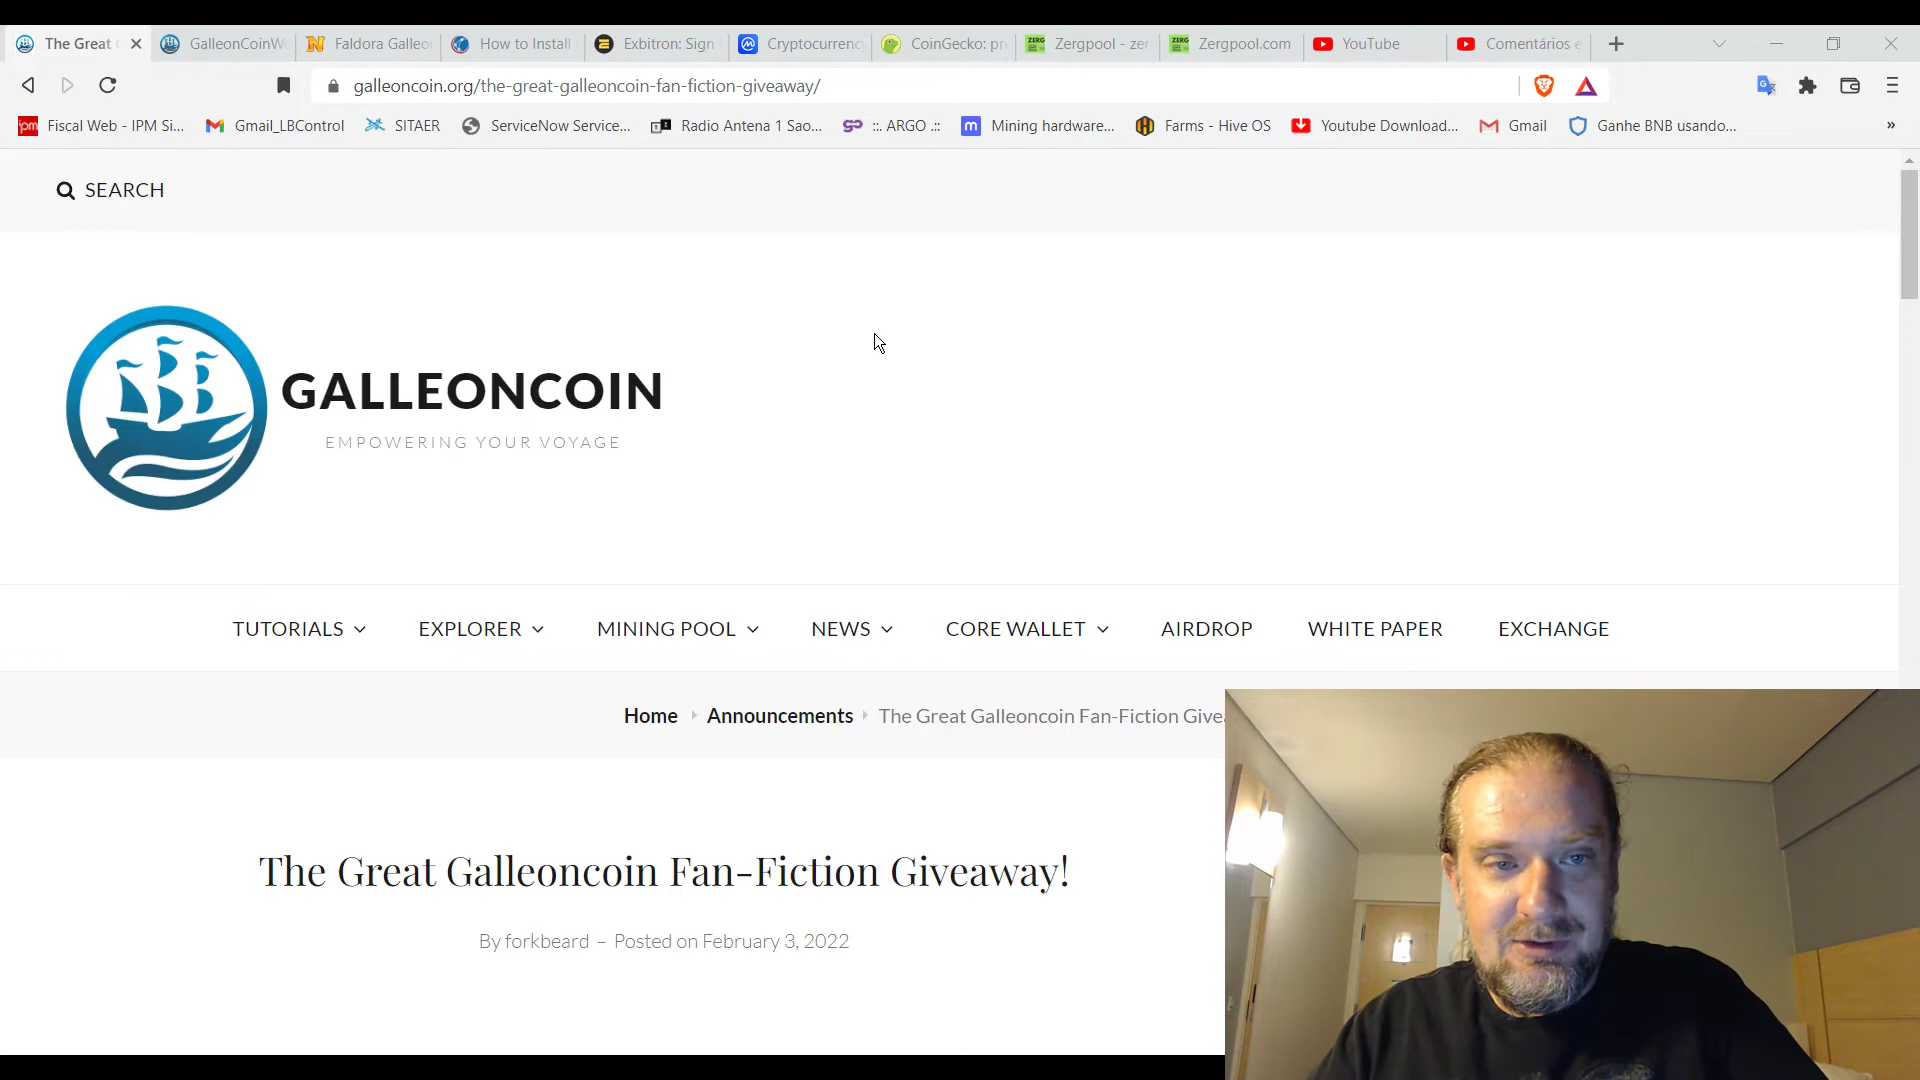 The Great
GalleonCoinW
Faldora Galleo
How to Install
Exbitron: Sign
Cryptocurrenc
CoinGecko: pr
Zergpool - zer
Zergpool.com
YouTube
Comentários e
galleoncoin.org/the-great-galleoncoin-fan-fiction-giveaway/
Fiscal Web - IPM Si...
Gmail_LBControl
SITAER
ServiceNow Service...
Radio Antena 1 Sao...
::. ARGO .::
Mining hardware...
Farms - Hive OS
Youtube Download...
Gmail
Ganhe BNB usando...
»
SEARCH
GALLEONCOIN
EMPOWERING YOUR VOYAGE
TUTORIALS
EXPLORER
MINING POOL
NEWS
CORE WALLET
AIRDROP
WHITE PAPER
EXCHANGE
Home
Announcements
The Great Galleoncoin Fan-Fiction Givea
The Great Galleoncoin Fan-Fiction Giveaway!
By forkbeard – Posted on February 3, 2022